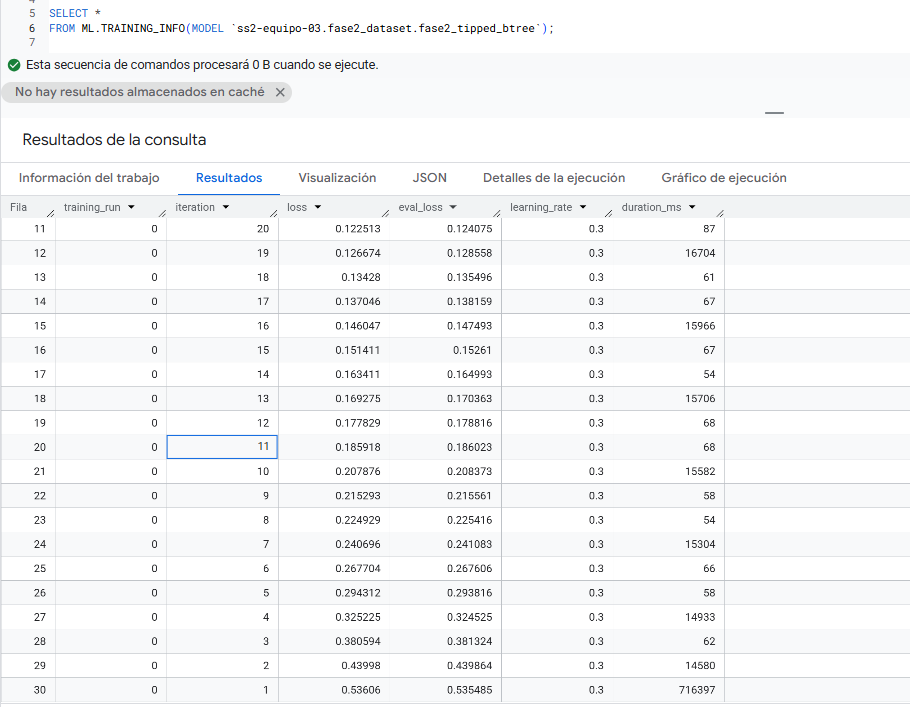 5 SELECT *
6 FROM ML.TRAINING_INFO(MODEL `ss2-equipo-03.fase2_dataset.fase2_tipped_btree`);
7
Esta secuencia de comandos procesará 0 B cuando se ejecute.
No hay resultados almacenados en caché
Resultados de la consulta
Información del trabajo Resultados Visualización JSON Detalles de la ejecución Gráfico de ejecución
Fila training_run iteration loss eval_loss learning_rate duration_ms
11 0 20 0.122513 0.124075 0.3 87
12 0 19 0.126674 0.128558 0.3 16704
13 0 18 0.13428 0.135496 0.3 61
14 0 17 0.137046 0.138159 0.3 67
15 0 16 0.146047 0.147493 0.3 15966
16 0 15 0.151411 0.15261 0.3 67
17 0 14 0.163411 0.164993 0.3 54
18 0 13 0.169275 0.170363 0.3 15706
19 0 12 0.177829 0.178816 0.3 68
20 0 11 0.185918 0.186023 0.3 68
21 0 10 0.207876 0.208373 0.3 15582
22 0 9 0.215293 0.215561 0.3 58
23 0 8 0.224929 0.225416 0.3 54
24 0 7 0.240696 0.241083 0.3 15304
25 0 6 0.267704 0.267606 0.3 66
26 0 5 0.294312 0.293816 0.3 58
27 0 4 0.325225 0.324525 0.3 14933
28 0 3 0.380594 0.381324 0.3 62
29 0 2 0.43998 0.439864 0.3 14580
30 0 1 0.53606 0.535485 0.3 716397